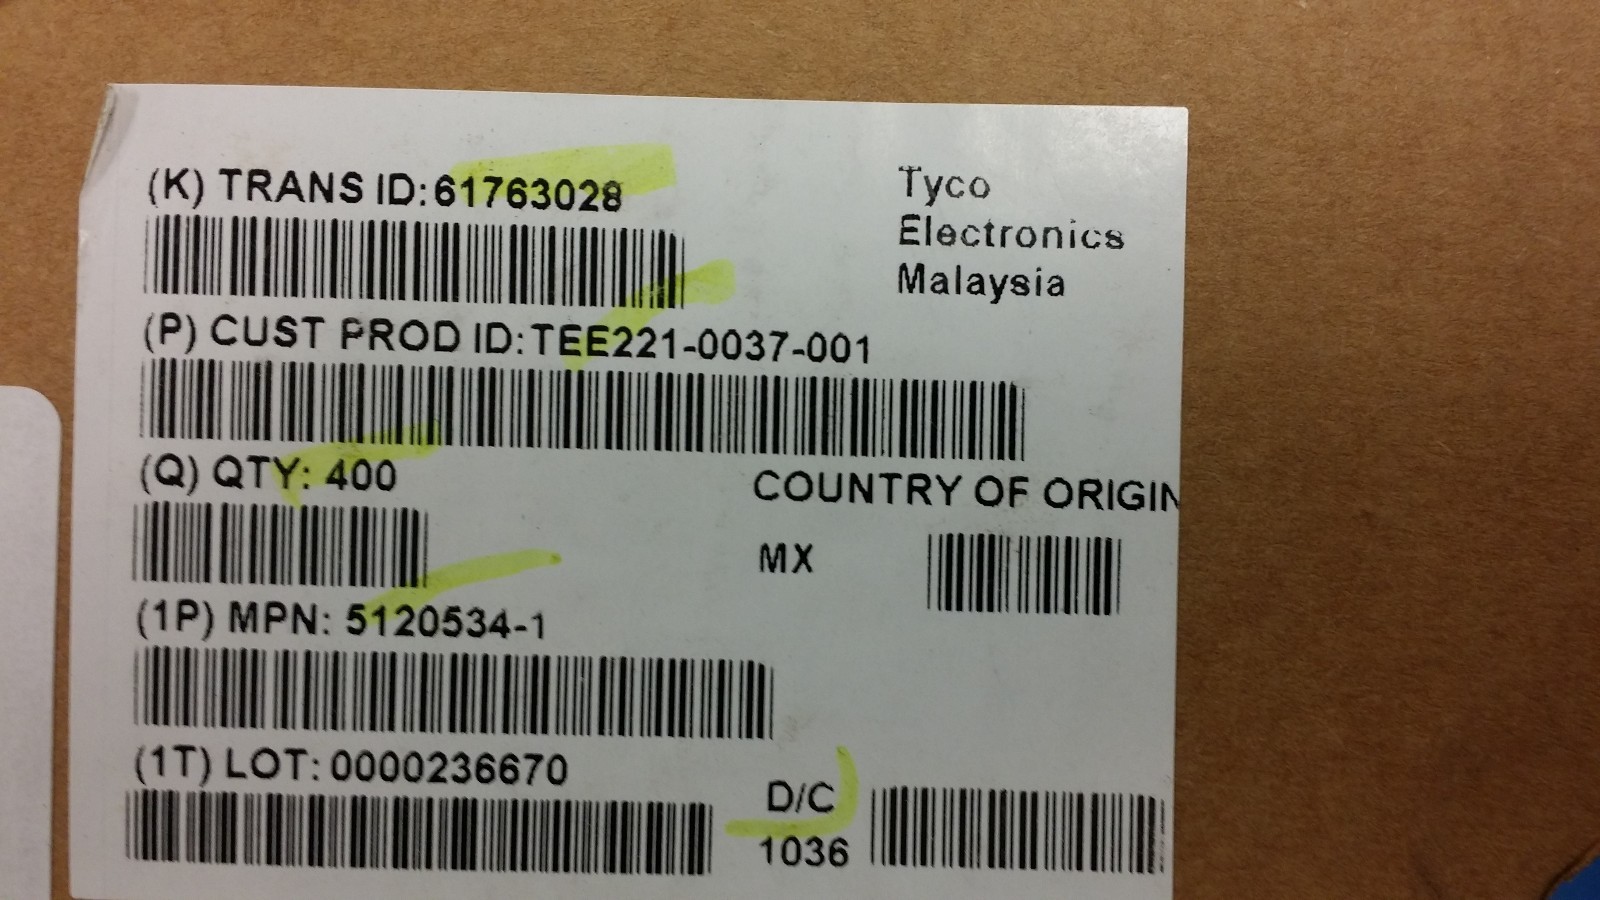 (K) TRANS ID:61763028
Tyco
Electronics
Malaysia
(P) CUST PROD ID:TEE221-0037-001
(Q) QTY: 400
COUNTRY OF ORIGIN
MX
(1P) MPN: 5120534-1
(1T) LOT: 0000236670
D/C
1036